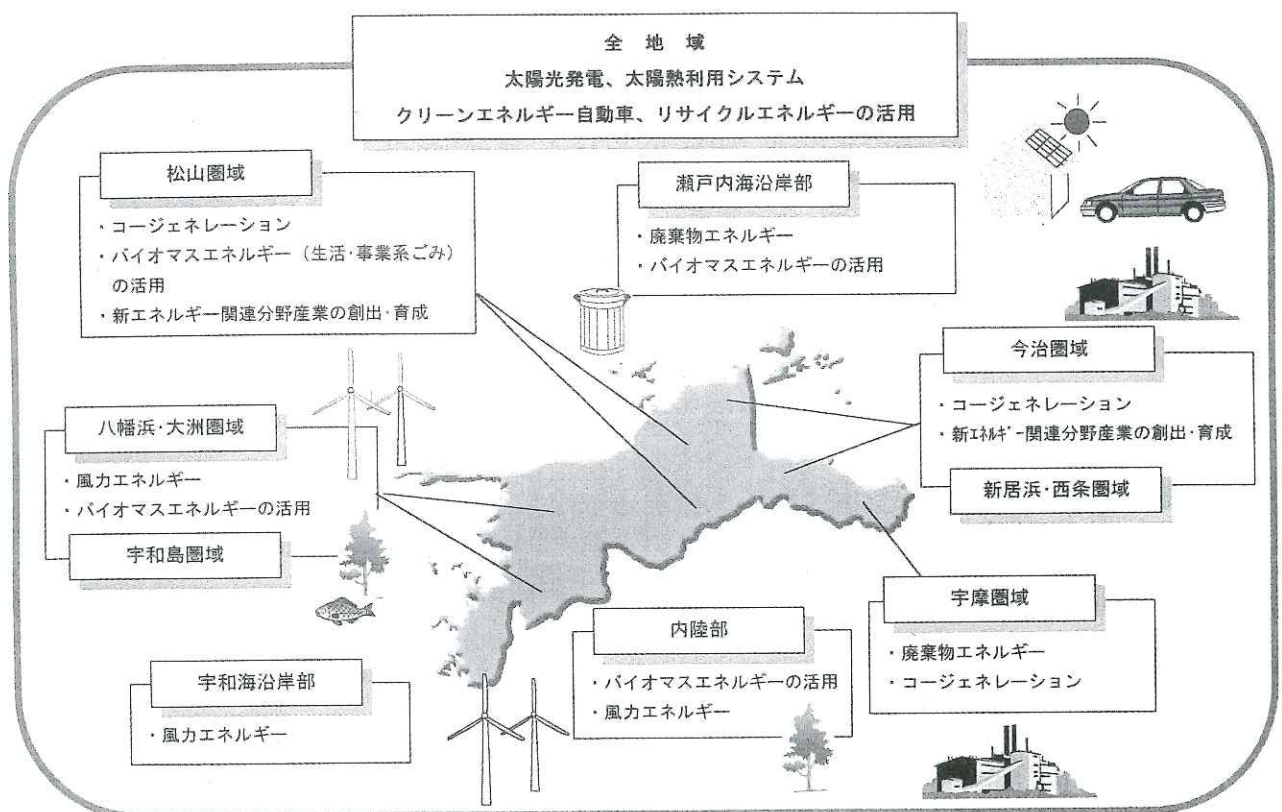 全地域
太陽光発電、太陽熱利用システム
クリーンエネルギー自動車、リサイクルエネルギーの活用
松山圏域
・コージェネレーション
・バイオマスエネルギー（生活・事業系ごみ）
の活用
・新エネルギー関連分野産業の創出・育成
瀬戸内海沿岸部
・廃棄物エネルギー
・バイオマスエネルギーの活用
今治圏域
・コージェネレーション
・新エネルギー関連分野産業の創出・育成
新居浜・西条圏域
八幡浜・大洲圏域
・風力エネルギー
・バイオマスエネルギーの活用
宇和島圏域
宇摩圏域
・廃棄物エネルギー
・コージェネレーション
内陸部
・バイオマスエネルギーの活用
・風力エネルギー
宇和海沿岸部
・風力エネルギー